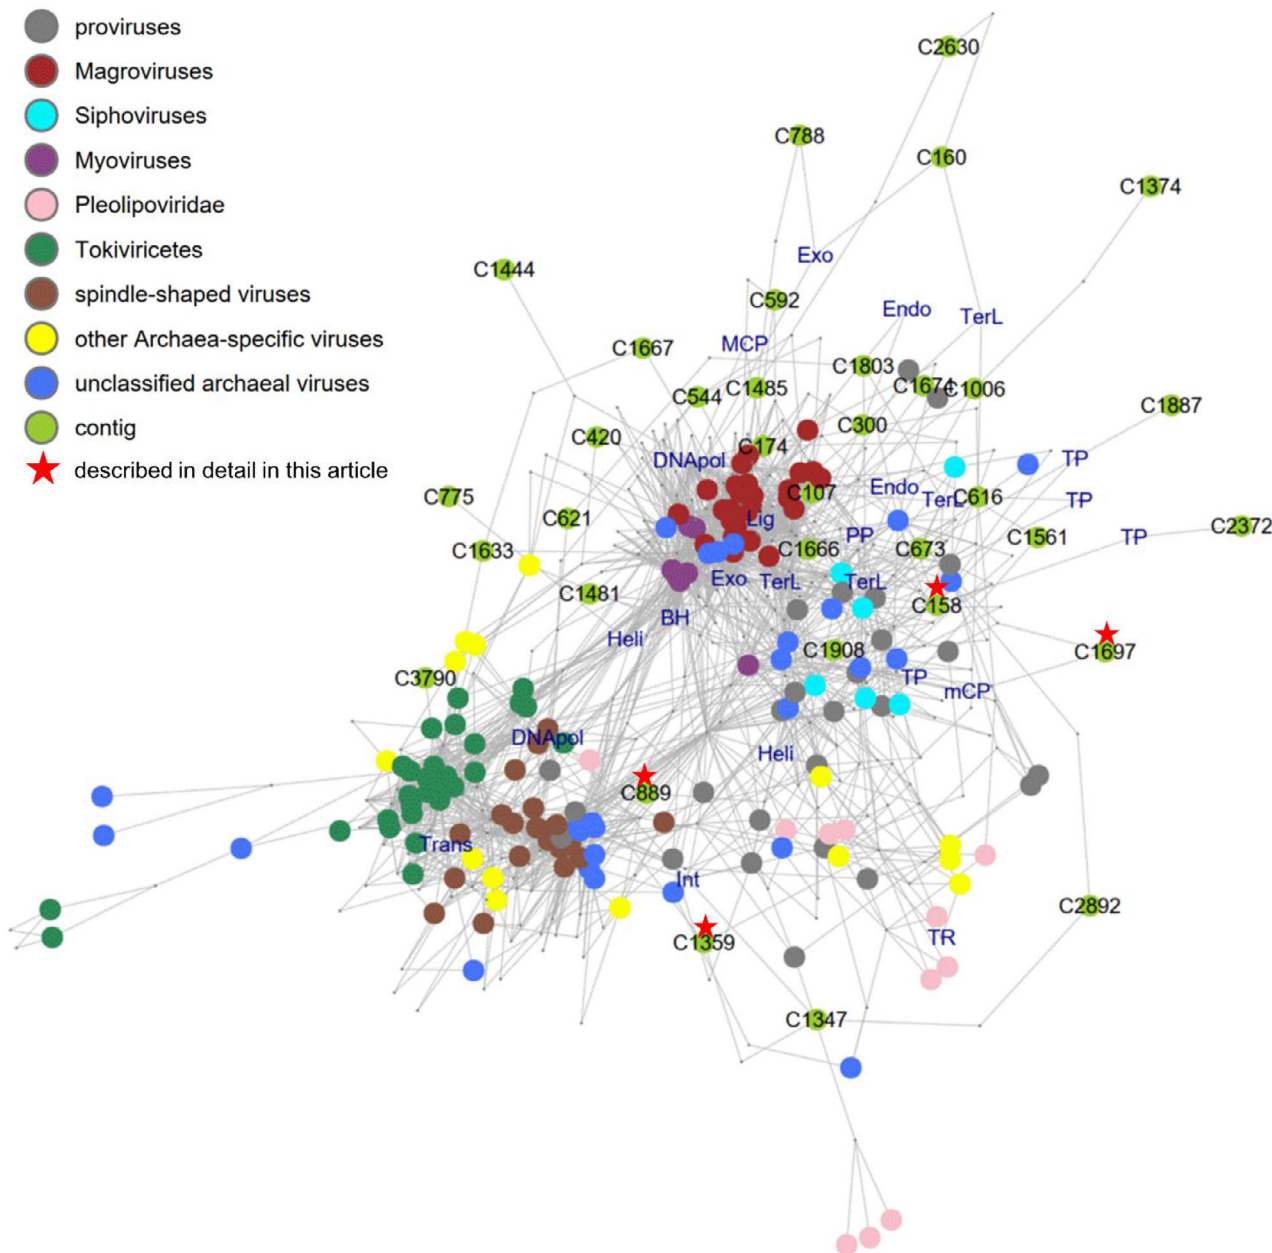 proviruses
Magroviruses
Siphoviruses
Myoviruses
Pleolipoviridae
Tokiviricetes
spindle-shaped viruses
other Archaea-specific viruses
unclassified archaeal viruses
contig
described in detail in this article
C2630
C788
C160
C1374
Exo
C1444
C592
Endo
TerL
MCP
C1667
C1803
C544
C1485
C1674
C1006
C1887
C300
C420
C174
DNApol
TP
C775
C107
Endo
TerL
C616
TP
C621
Lig
PP
C1561
TP
C2372
C1633
C1666
C673
Exo
TerL
TerL
C1481
C158
BH
Heli
C1908
C1697
C3790
TP
mCP
DNApol
Heli
C889
Trans
Int
C2892
C1359
TR
C1347